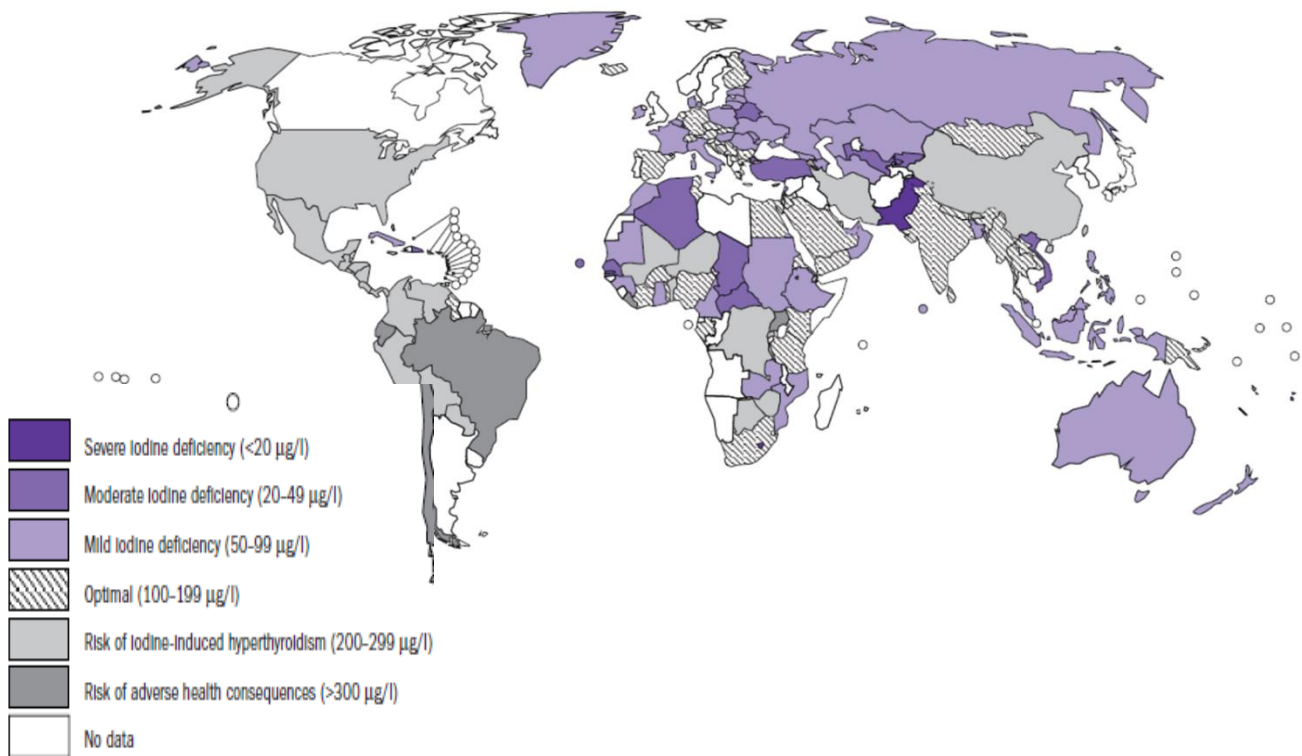 Severe iodine deficiency (<20 µg/l)
Moderate iodine deficiency (20–49 µg/l)
Mild iodine deficiency (50–99 µg/l)
Optimal (100–199 µg/l)
Risk of iodine-induced hyperthyroidism (200–299 µg/l)
Risk of adverse health consequences (>300 µg/l)
No data